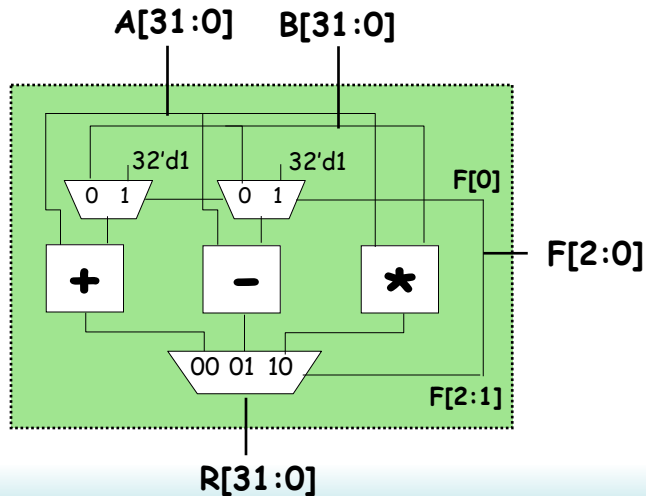 A[31:0] B[31:0]
32'd1 32'd1
0 1 0 1 F[0]
F[2:0]
+ - *
00 01 10
F[2:1]
R[31:0]